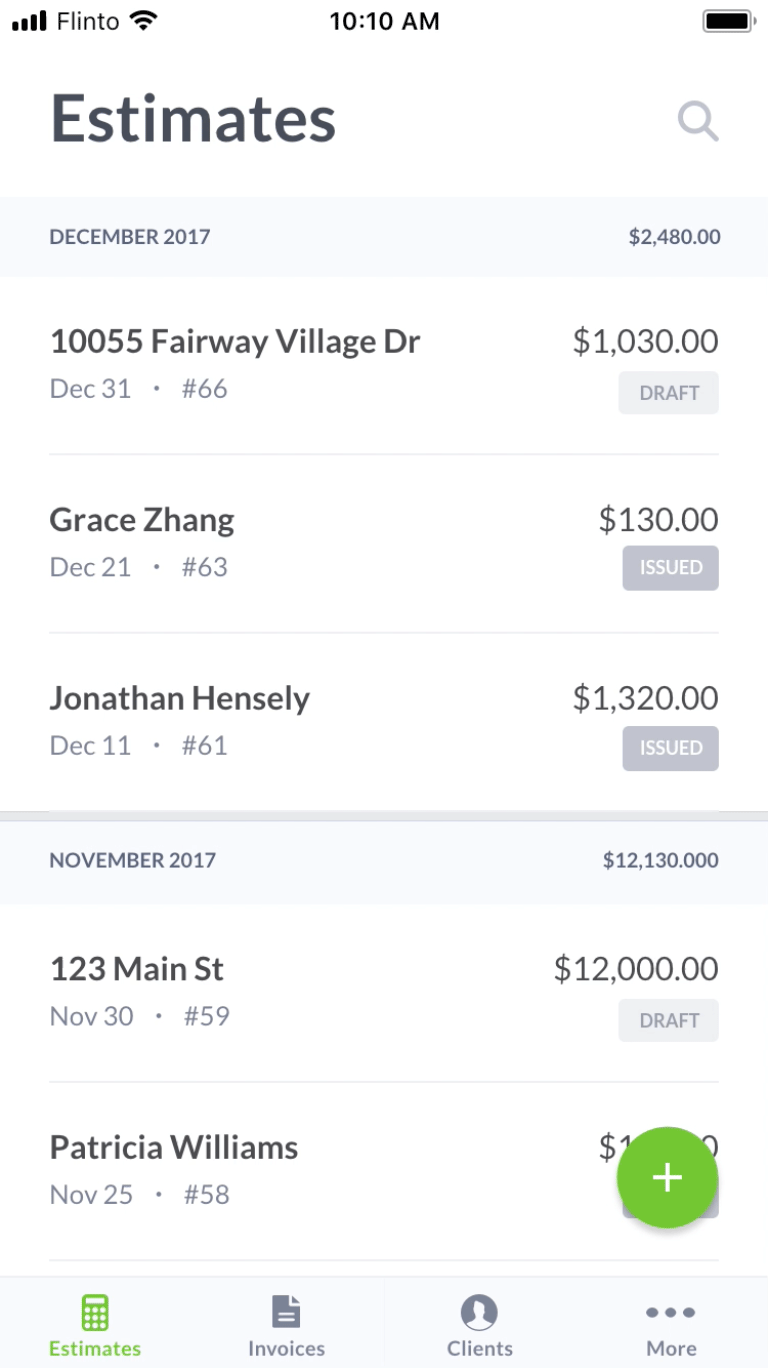 Flinto 10:10 AM
Estimates
DECEMBER 2017 $2,480.00
10055 Fairway Village Dr $1,030.00
Dec 31 • #66 DRAFT
Grace Zhang $130.00
Dec 21 • #63 ISSUED
Jonathan Hensely $1,320.00
Dec 11 • #61 ISSUED
NOVEMBER 2017 $12,130.000
123 Main St $12,000.00
Nov 30 • #59 DRAFT
Patricia Williams
Nov 25 • #58
+
Estimates Invoices Clients More